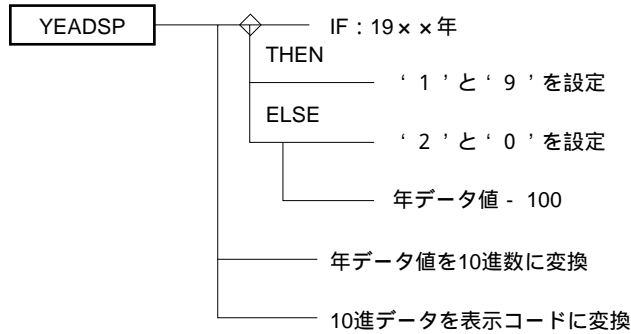 YEADSP
IF : 19××年
THEN
‘ 1 ’と‘ 9 ’を設定
ELSE
‘ 2 ’と‘ 0 ’を設定
年データ値 - 100
年データ値を10進数に変換
10進データを表示コードに変換